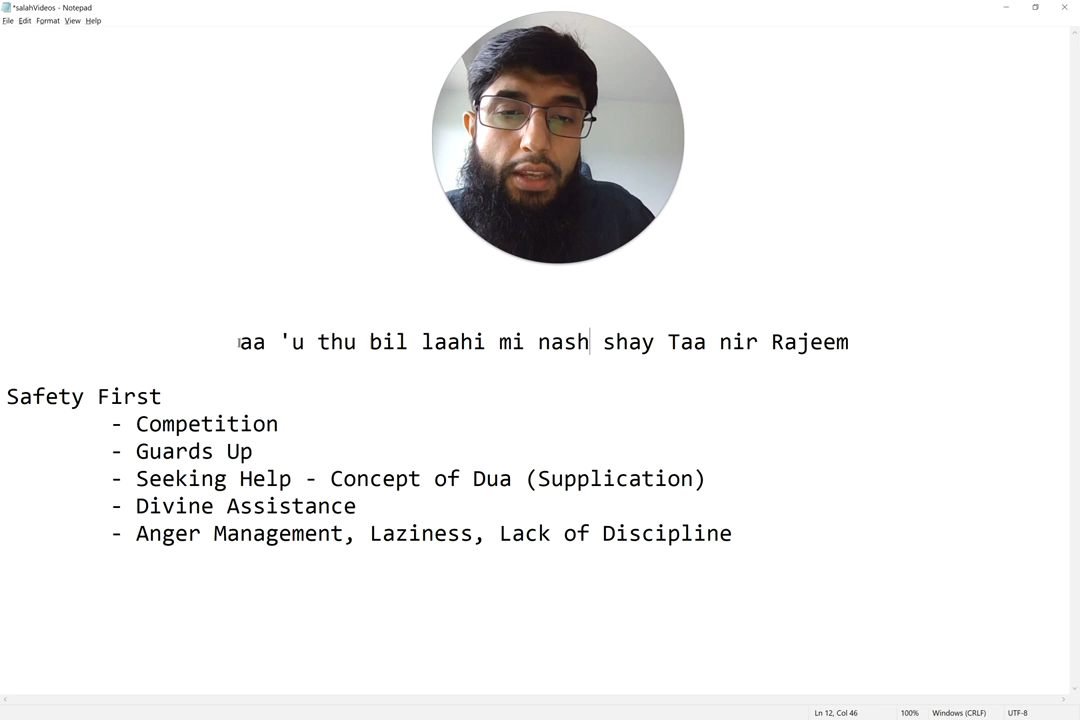 *salahVideos - Notepad
File Edit Format View Help
aa 'u thu bil laahi mi nash shay Taa nir Rajeem
Safety First
- Competition
- Guards Up
- Seeking Help - Concept of Dua (Supplication)
- Divine Assistance
- Anger Management, Laziness, Lack of Discipline
Ln 12, Col 46 100% Windows (CRLF) UTF-8